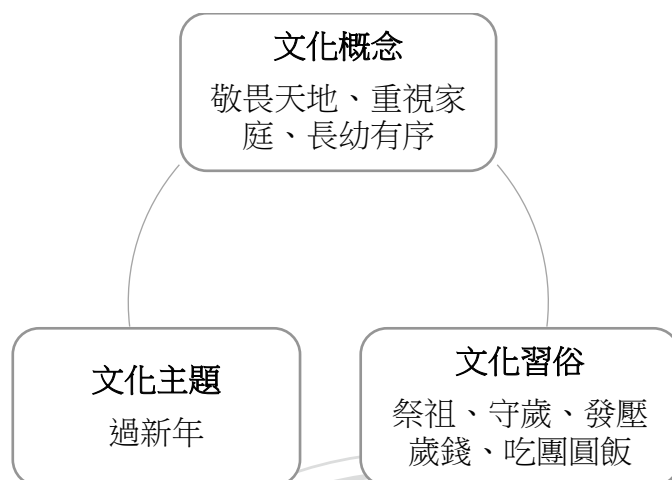 文化概念
敬畏天地、重視家
庭、長幼有序
文化主題
過新年
文化習俗
祭祖、守歲、發壓
歲錢、吃團圓飯